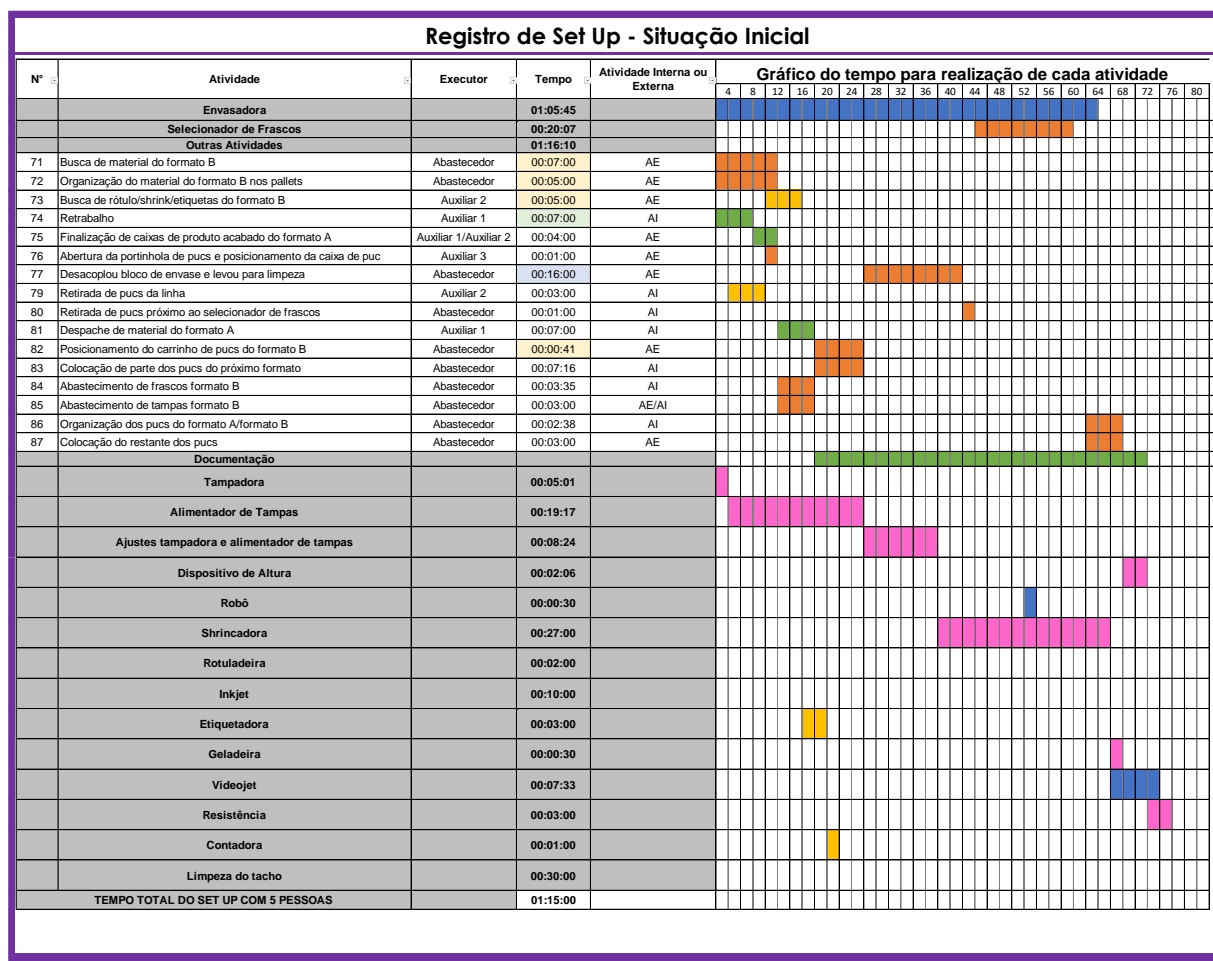 Registro de Set Up - Situação Inicial
N° Atividade Executor Tempo Atividade Interna ou Externa Gráfico do tempo para realização de cada atividade
4 8 12 16 20 24 28 32 36 40 44 48 52 56 60 64 68 72 76 80
Envasadora 01:05:45
Selecionador de Frascos 00:20:07
Outras Atividades 01:16:10
71 Busca de material do formato B Abastecedor 00:07:00 AE
72 Organização do material do formato B nos pallets Abastecedor 00:05:00 AE
73 Busca de rótulo/shrink/etiquetas do formato B Auxiliar 2 00:05:00 AE
74 Retrabalho Auxiliar 1 00:07:00 AI
75 Finalização de caixas de produto acabado do formato A Auxiliar 1/Auxiliar 2 00:04:00 AE
76 Abertura da portinhola de pucs e posicionamento da caixa de puc Auxiliar 3 00:01:00 AE
77 Desacoplou bloco de envase e levou para limpeza Abastecedor 00:16:00 AE
79 Retirada de pucs da linha Auxiliar 2 00:03:00 AI
80 Retirada de pucs próximo ao selecionador de frascos Abastecedor 00:01:00 AI
81 Despache de material do formato A Auxiliar 1 00:07:00 AI
82 Posicionamento do carrinho de pucs do formato B Abastecedor 00:00:41 AE
83 Colocação de parte dos pucs do próximo formato Abastecedor 00:07:16 AI
84 Abastecimento de frascos formato B Abastecedor 00:03:35 AI
85 Abastecimento de tampas formato B Abastecedor 00:03:00 AE/AI
86 Organização dos pucs do formato A/formato B Abastecedor 00:02:38 AI
87 Colocação do restante dos pucs Abastecedor 00:03:00 AE
Documentação
Tampadora 00:05:01
Alimentador de Tampas 00:19:17
Ajustes tampadora e alimentador de tampas 00:08:24
Dispositivo de Altura 00:02:06
Robô 00:00:30
Shrincadora 00:27:00
Rotuladeira 00:02:00
Inkjet 00:10:00
Etiquetadora 00:03:00
Geladeira 00:00:30
Videojet 00:07:33
Resistência 00:03:00
Contadora 00:01:00
Limpeza do tacho 00:30:00
TEMPO TOTAL DO SET UP COM 5 PESSOAS 01:15:00